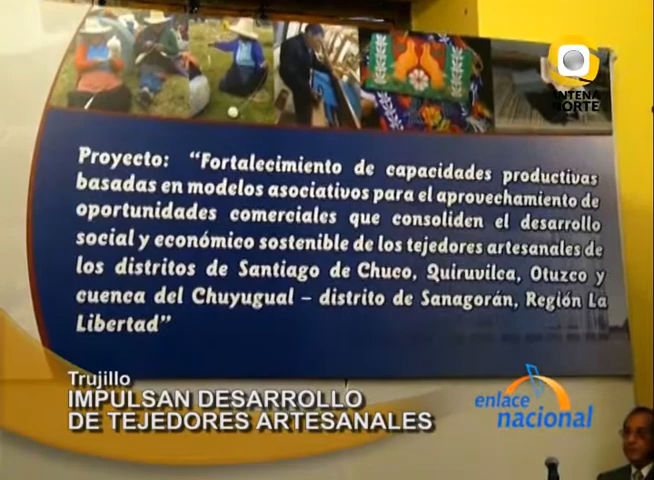 ANTENA
NORTE
Proyecto: "Fortalecimiento de capacidades productivas
basadas en modelos asociativos para el aprovechamiento de
oportunidades comerciales que consoliden el desarrollo
social y económico sostenible de los tejedores artesanales de
los distritos de Santiago de Chuco, Quiruvilca, Otuzco y
cuenca del Chuyugual – distrito de Sanagorán, Región La
Libertad"
Trujillo
IMPULSAN DESARROLLO
DE TEJEDORES ARTESANALES
enlace
nacional